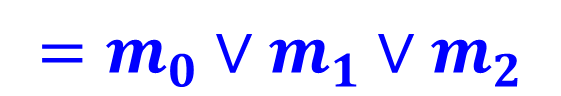 = m₀ ∨ m₁ ∨ m₂